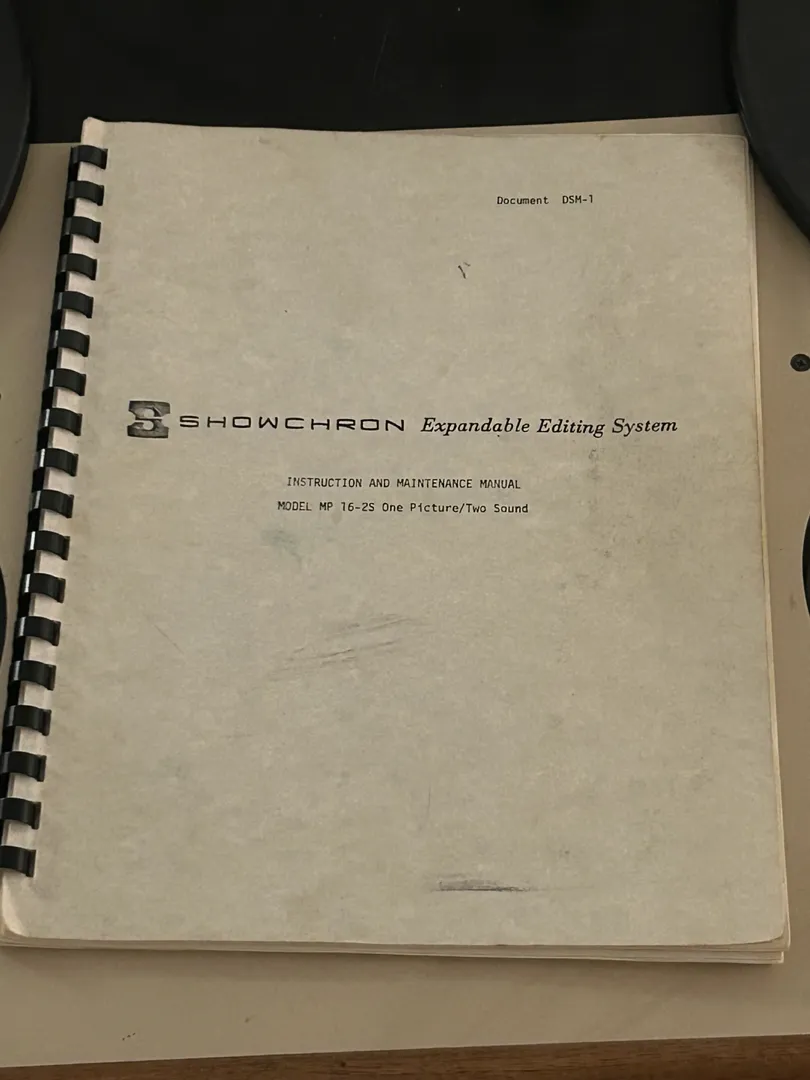 Document DSM-1
S SHOWCHRON Expandable Editing System
INSTRUCTION AND MAINTENANCE MANUAL
MODEL MP 16-2S One Picture/Two Sound